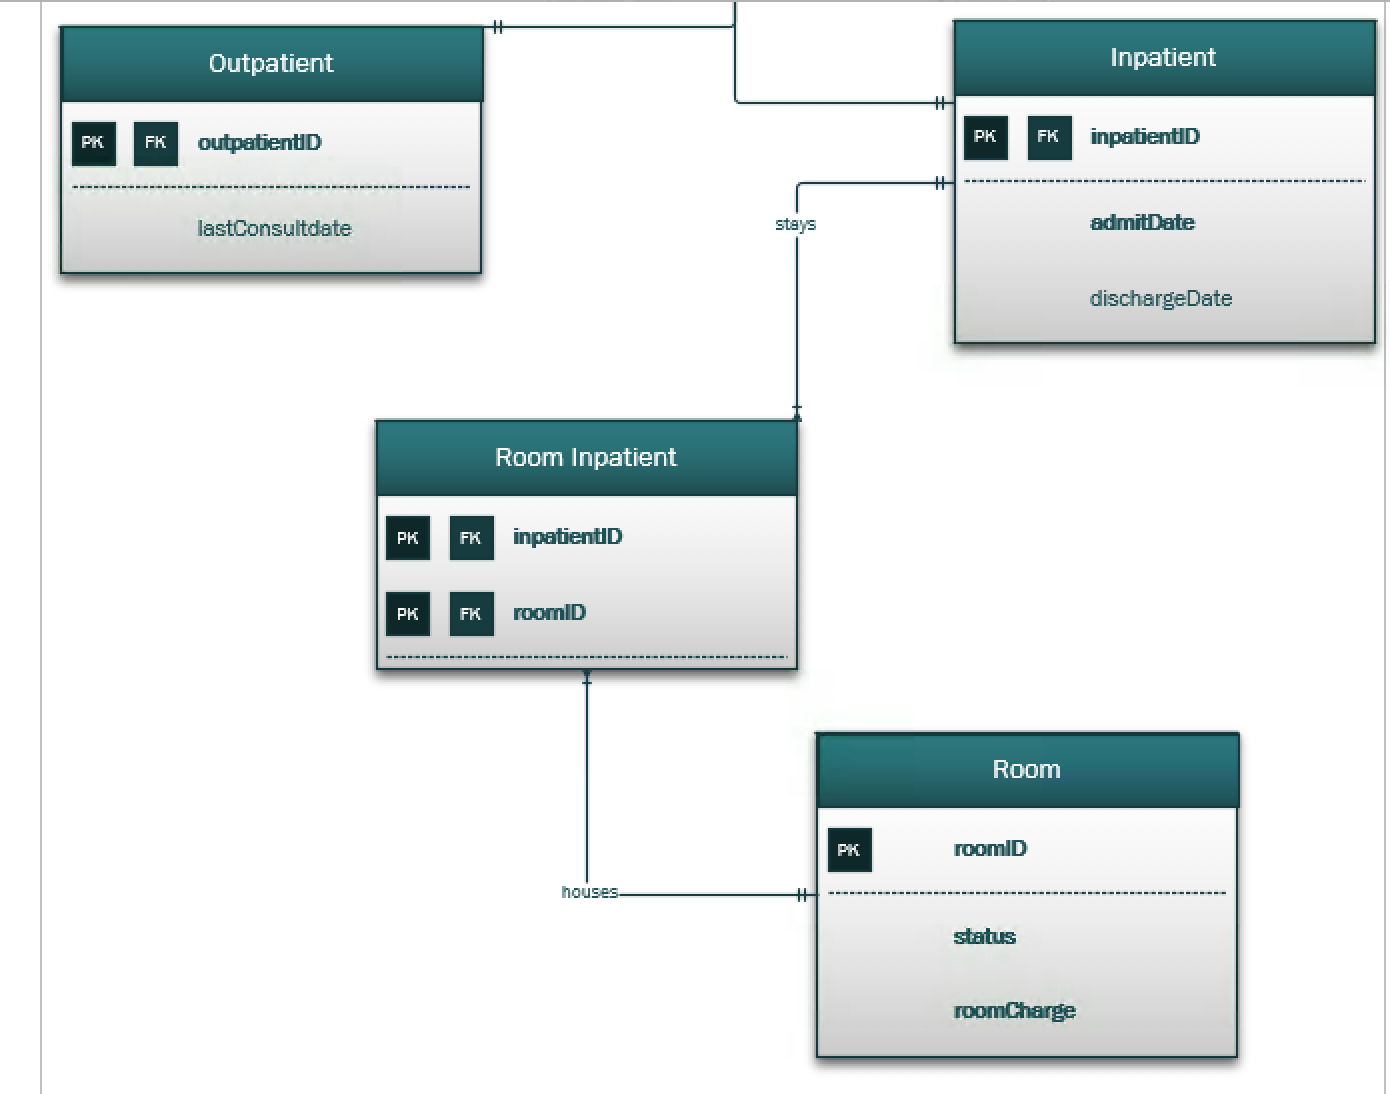 Outpatient
PK FK outpatientID
lastConsultdate
Inpatient
PK FK inpatientID
admitDate
dischargeDate
stays
Room Inpatient
PK FK inpatientID
PK FK roomID
houses
Room
PK roomID
status
roomCharge